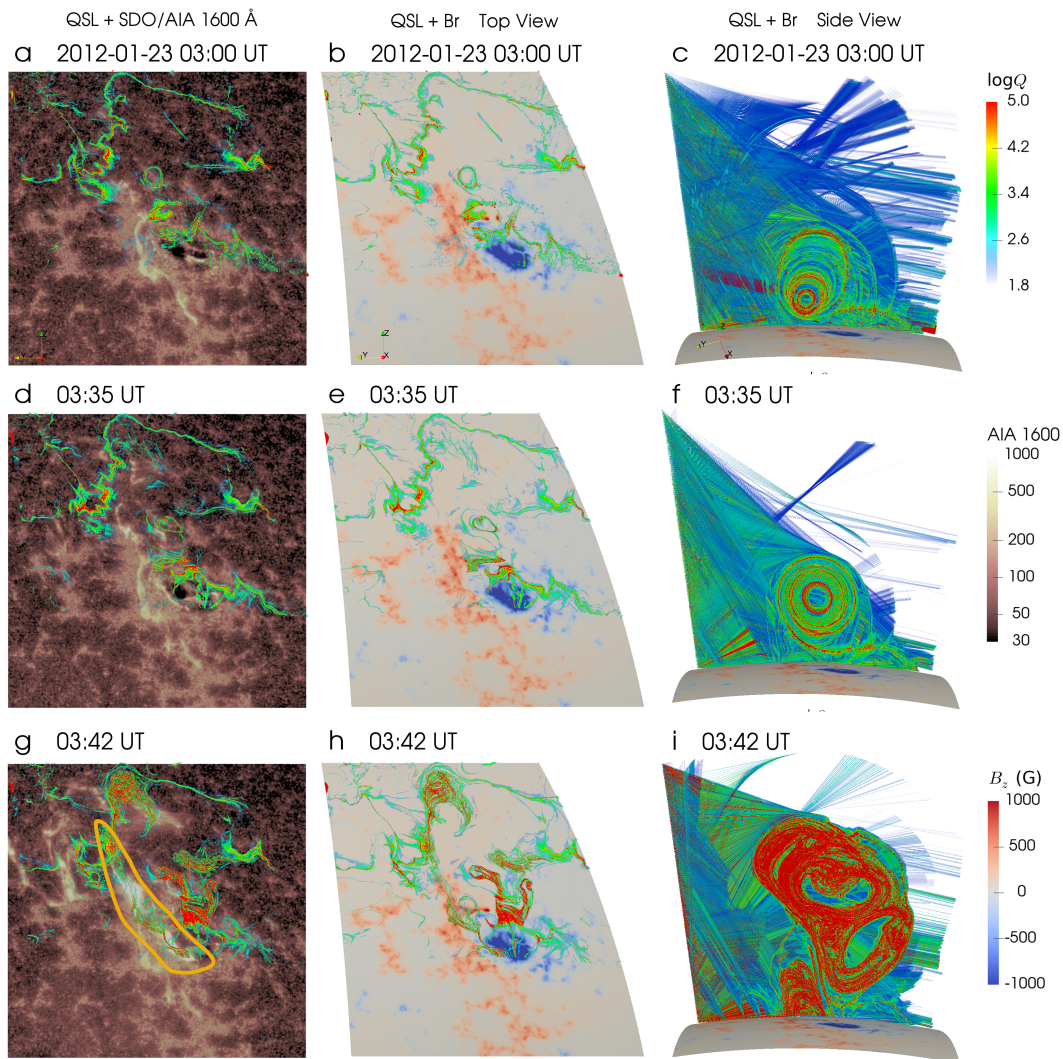 QSL + SDO/AIA 1600 Å
QSL + Br Top View
QSL + Br Side View
a 2012-01-23 03:00 UT
b 2012-01-23 03:00 UT
c 2012-01-23 03:00 UT
logQ
5.0
4.2
3.4
2.6
1.8
Z
Y
Z
Y
X
Z
Y
X
d 03:35 UT
e 03:35 UT
f 03:35 UT
AIA 1600
1000
500
200
100
50
30
g 03:42 UT
h 03:42 UT
i 03:42 UT
B_z (G)
1000
500
0
-500
-1000